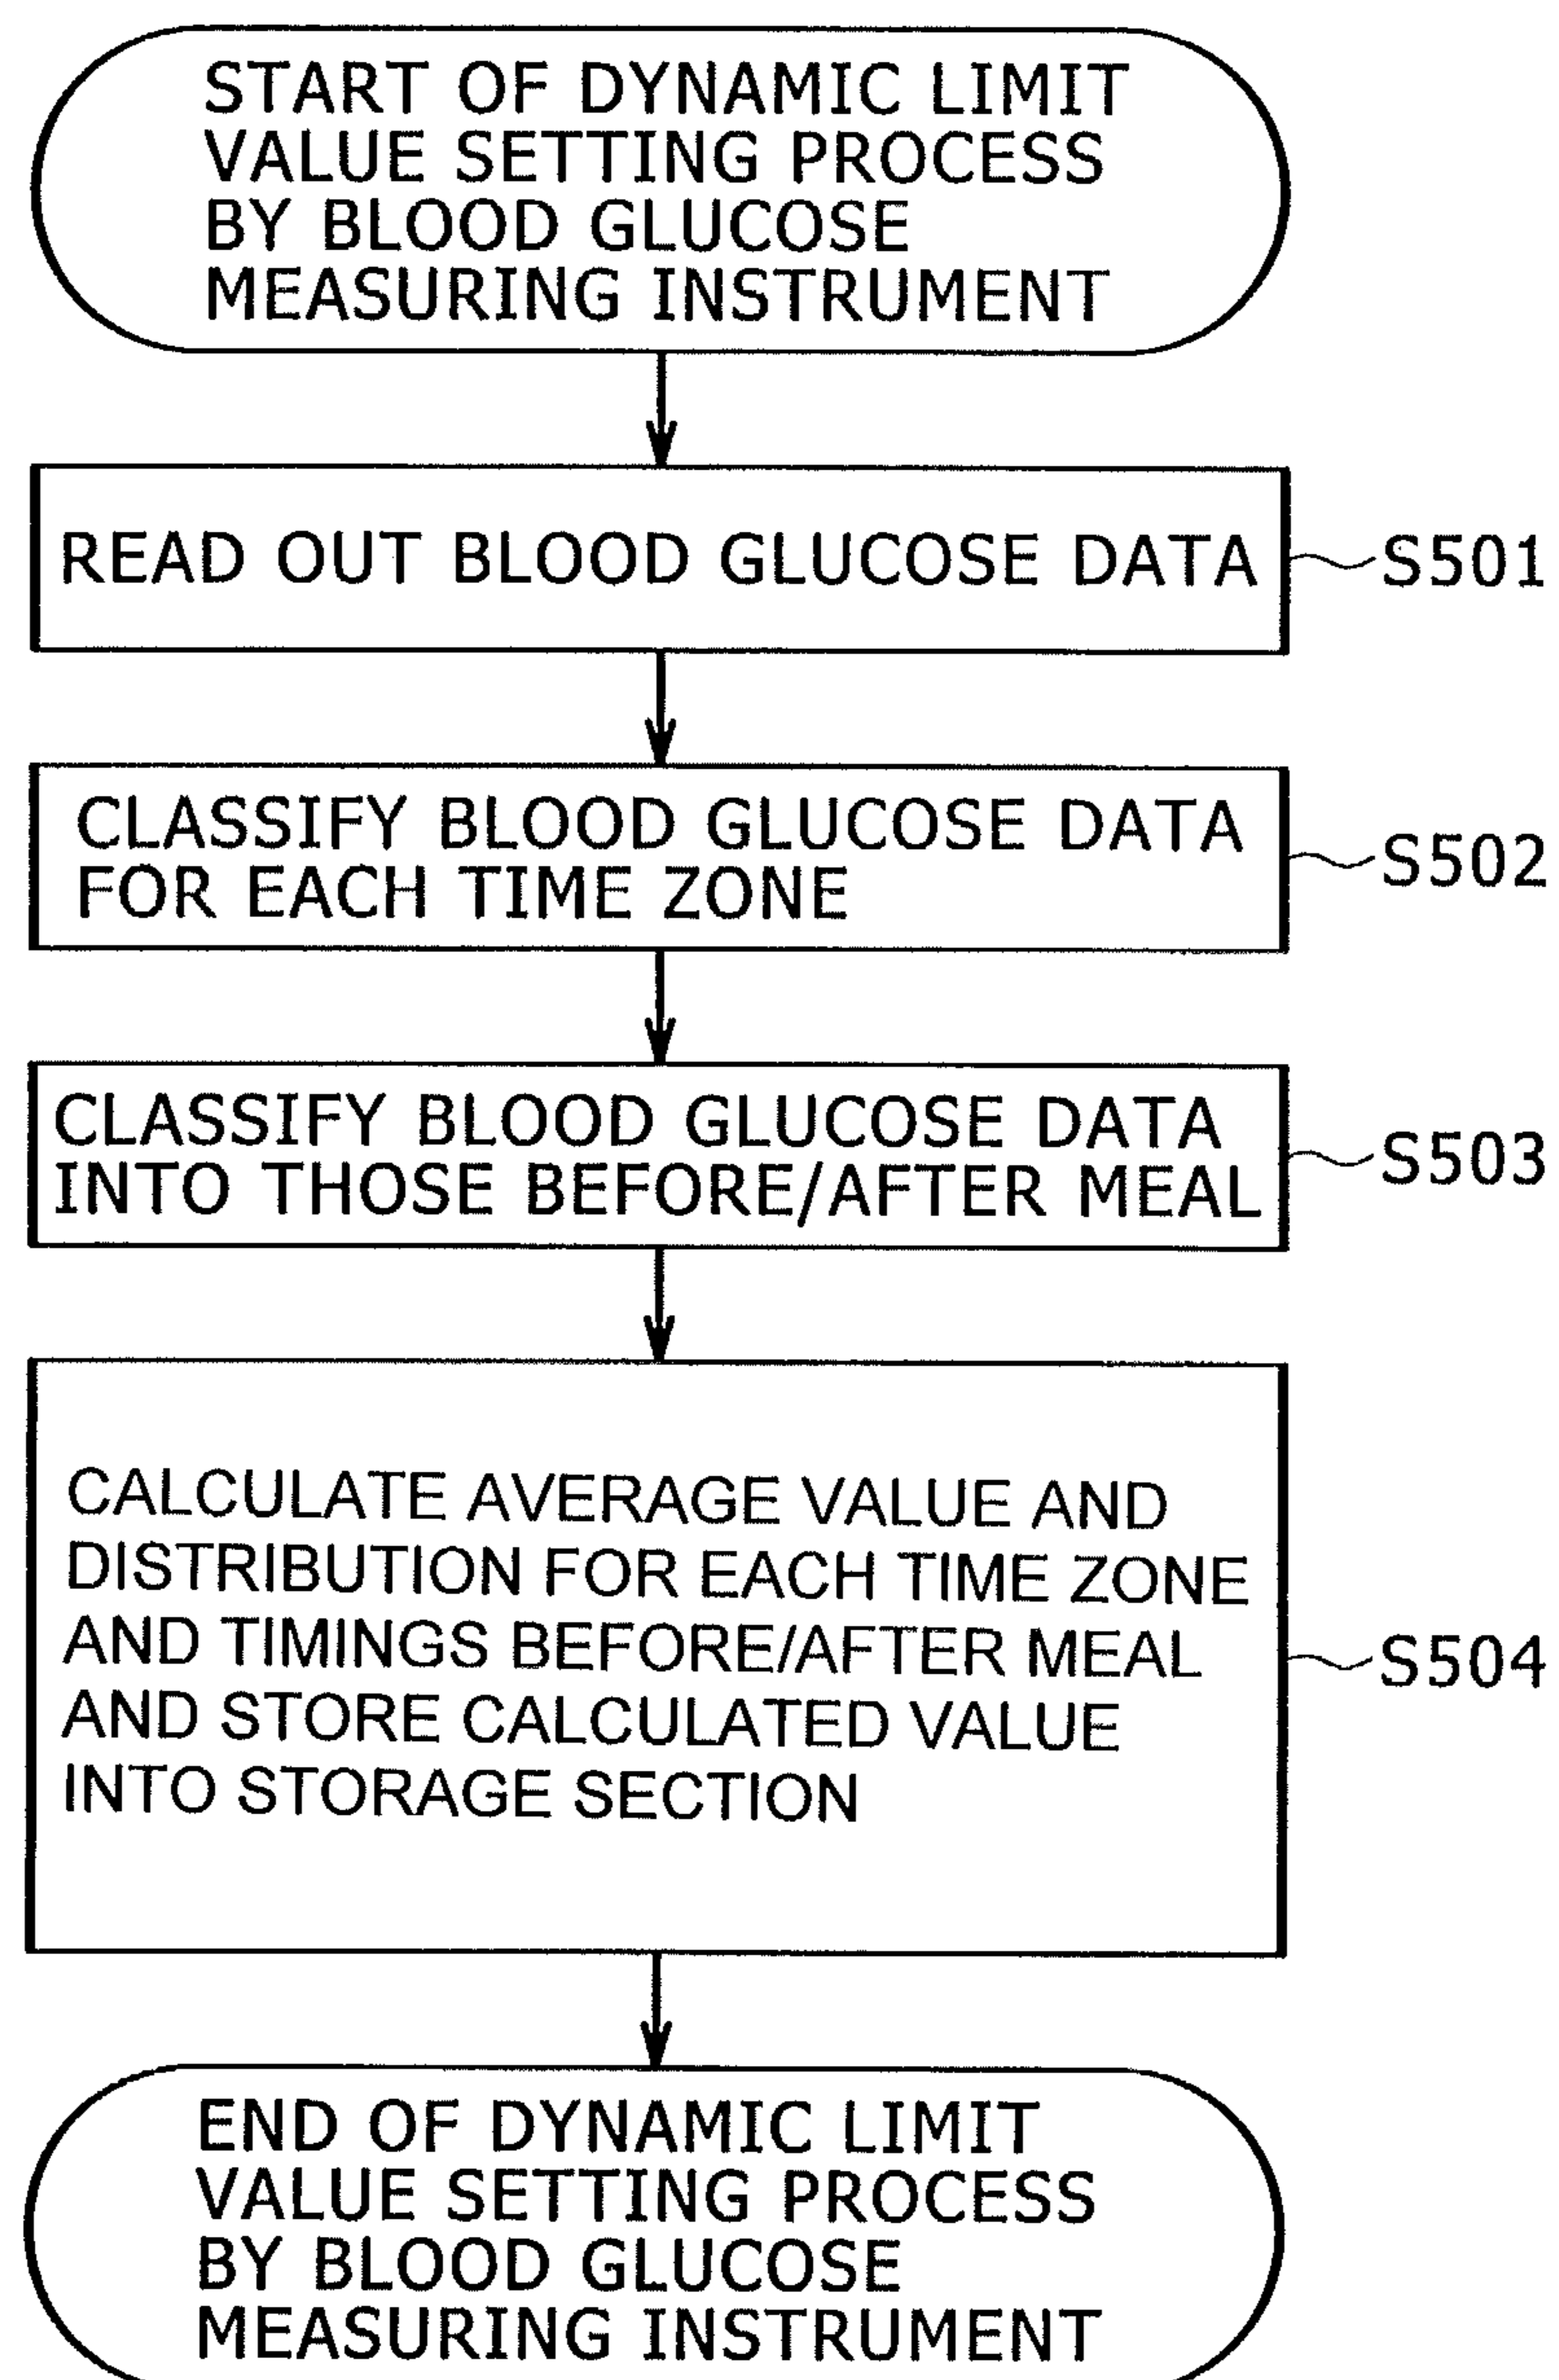 START OF DYNAMIC LIMIT
VALUE SETTING PROCESS
BY BLOOD GLUCOSE
MEASURING INSTRUMENT
READ OUT BLOOD GLUCOSE DATA
S501
CLASSIFY BLOOD GLUCOSE DATA
FOR EACH TIME ZONE
S502
CLASSIFY BLOOD GLUCOSE DATA
INTO THOSE BEFORE/AFTER MEAL
S503
CALCULATE AVERAGE VALUE AND
DISTRIBUTION FOR EACH TIME ZONE
AND TIMINGS BEFORE/AFTER MEAL
AND STORE CALCULATED VALUE
INTO STORAGE SECTION
S504
END OF DYNAMIC LIMIT
VALUE SETTING PROCESS
BY BLOOD GLUCOSE
MEASURING INSTRUMENT